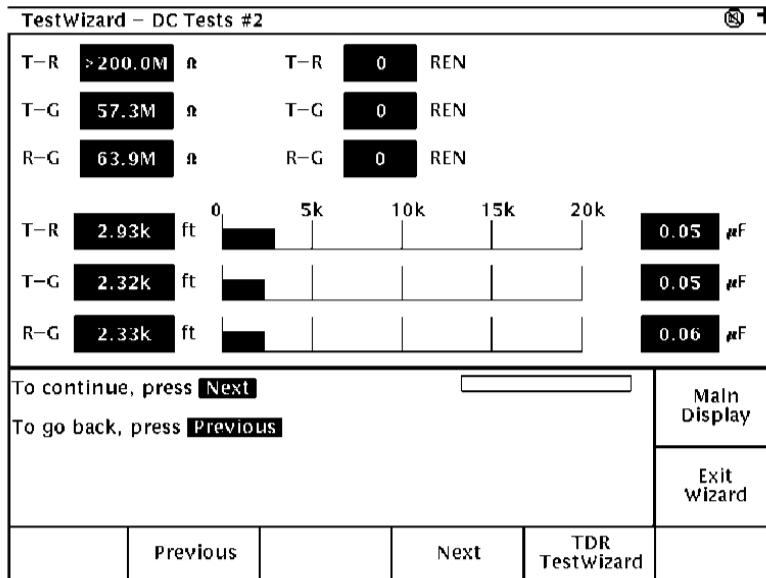 TestWizard – DC Tests #2
T–R >200.0M Ω T–R 0 REN
T–G 57.3M Ω T–G 0 REN
R–G 63.9M Ω R–G 0 REN
0 5k 10k 15k 20k
T–R 2.93k ft 0.05 µF
T–G 2.32k ft 0.05 µF
R–G 2.33k ft 0.06 µF
To continue, press Next
To go back, press Previous
Main
Display
Exit
Wizard
Previous Next TDR
TestWizard